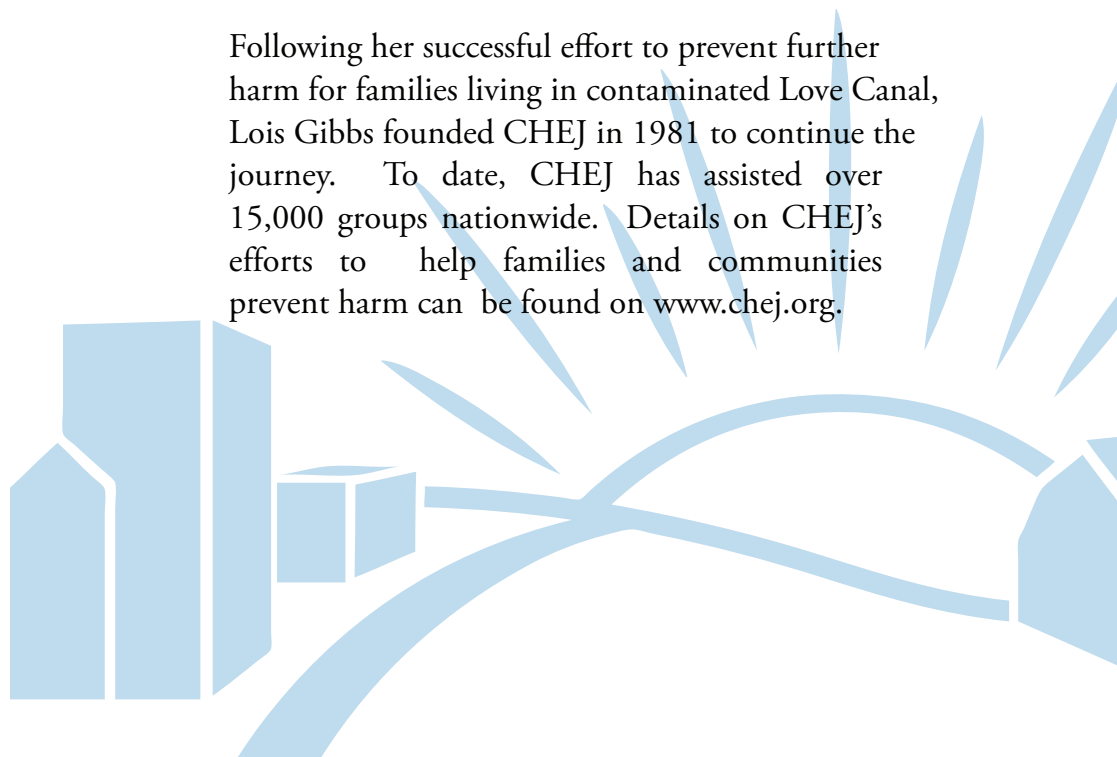 Following her successful effort to prevent further
harm for families living in contaminated Love Canal,
Lois Gibbs founded CHEJ in 1981 to continue the
journey. To date, CHEJ has assisted over
15,000 groups nationwide. Details on CHEJ's
efforts to help families and communities
prevent harm can be found on www.chej.org.